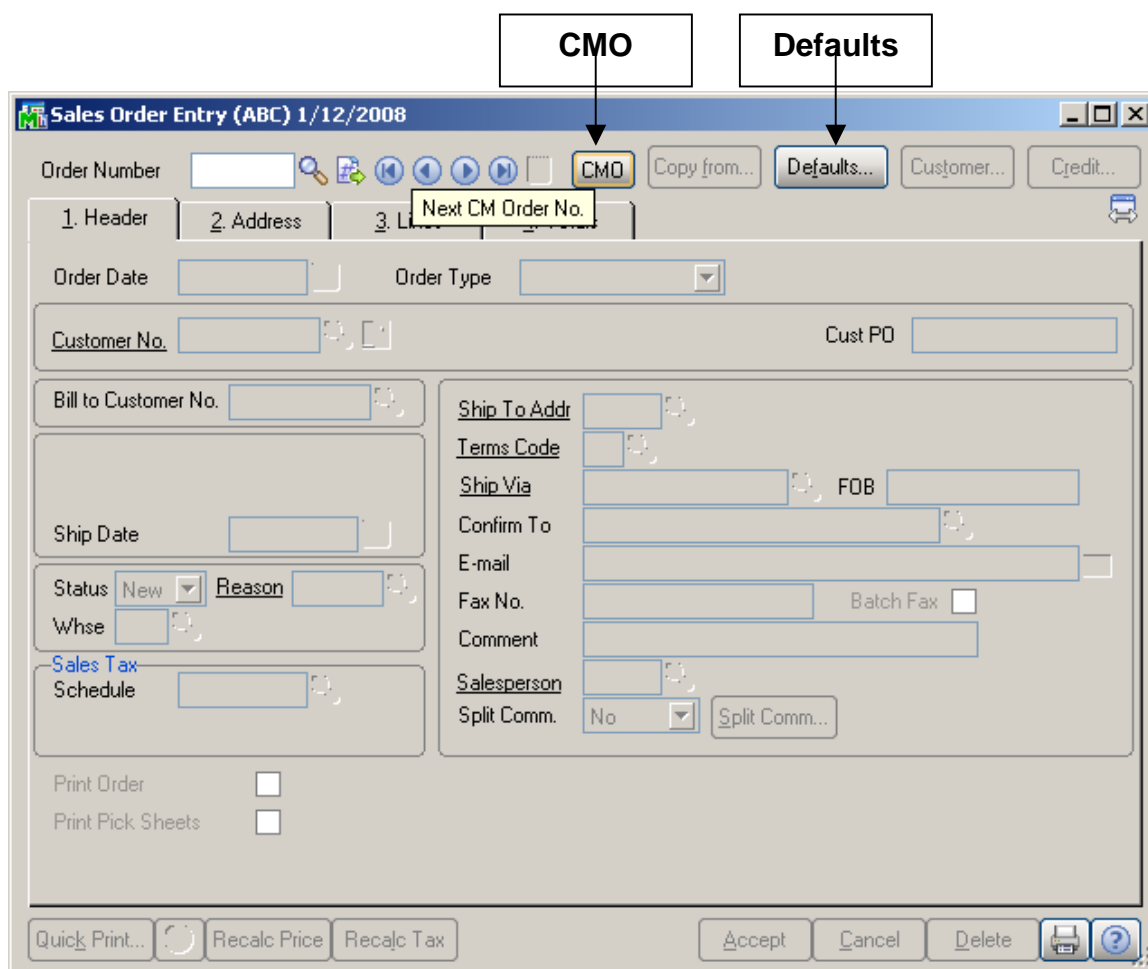 CMO Defaults
Sales Order Entry (ABC) 1/12/2008
Order Number CMO Copy from... Defaults... Customer... Credit...
Next CM Order No.
1. Header 2. Address
Order Date Order Type
Customer No. Cust PO
Bill to Customer No.
Ship To Addr
Terms Code
Ship Via FOB
Ship Date Confirm To
E-mail
Status New Reason
Fax No. Batch Fax
Whse
Comment
Sales Tax
Schedule
Salesperson
Split Comm. No Split Comm...
Print Order
Print Pick Sheets
Quick Print... Recalc Price Recalc Tax Accept Cancel Delete